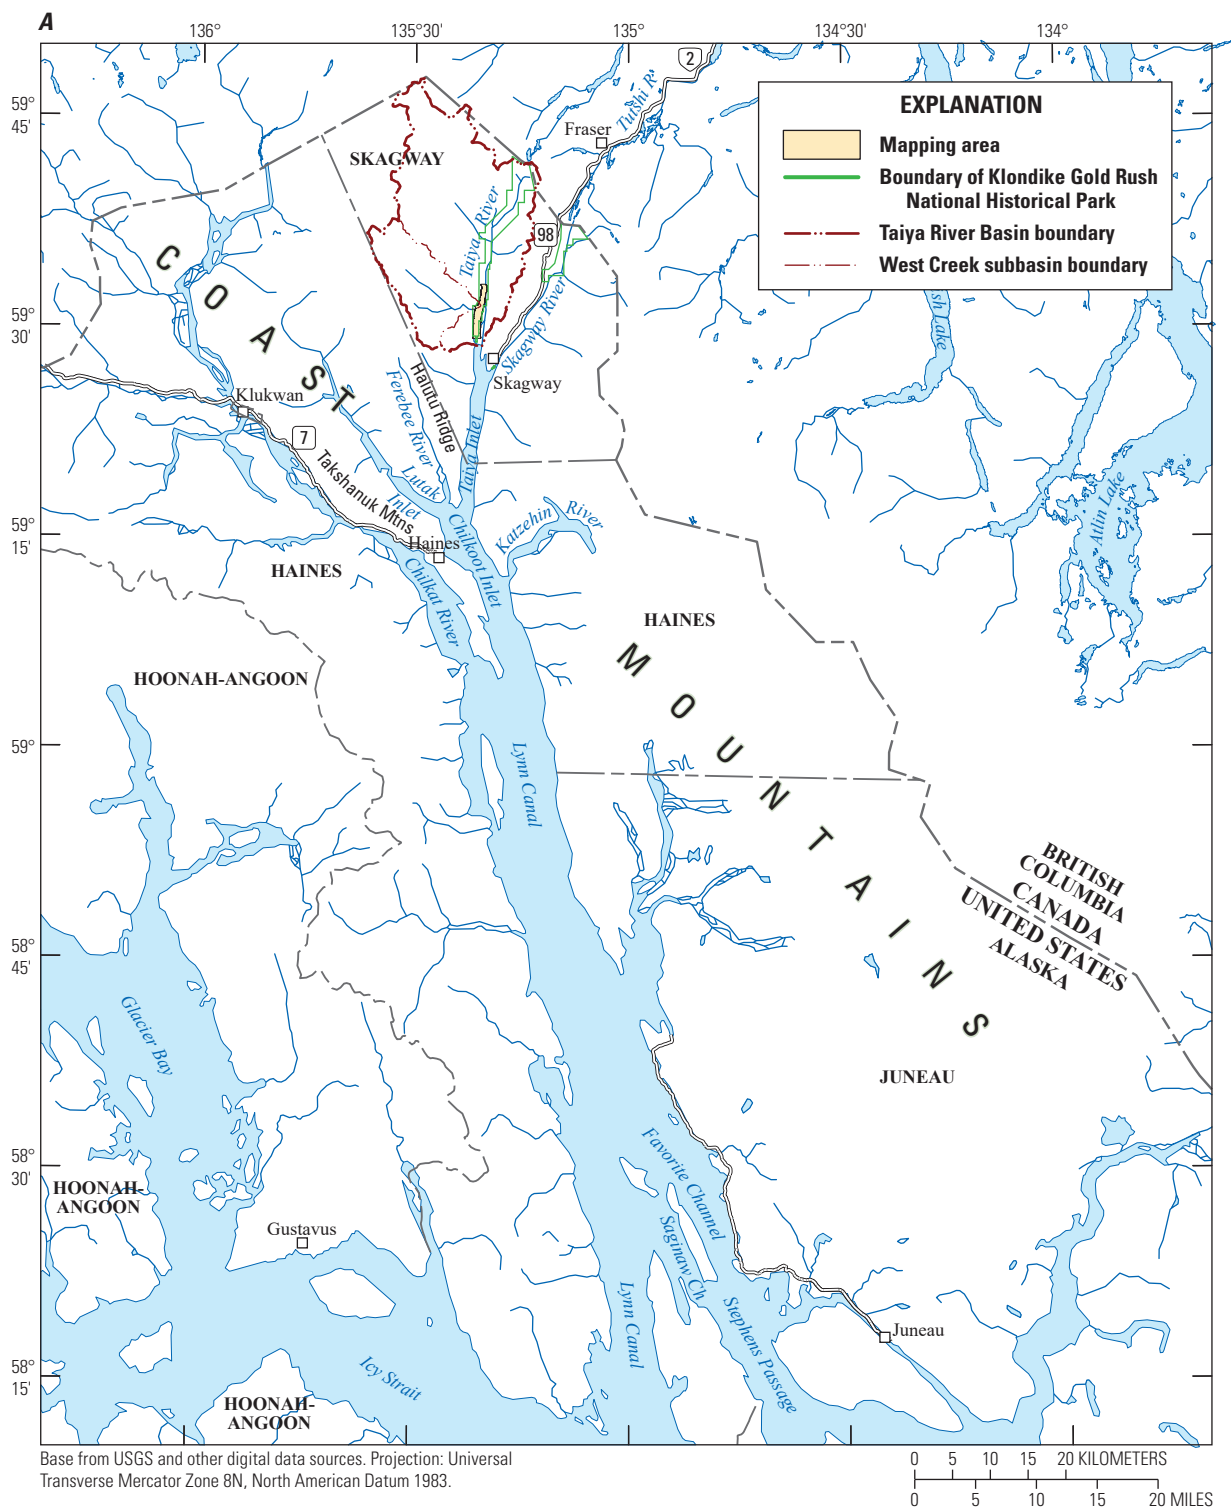 A
136°
135°30'
135°
134°30'
134°
59°
45'
59°
30'
59°
15'
59°
58°
45'
58°
30'
58°
15'
EXPLANATION
Mapping area
Boundary of Klondike Gold Rush
National Historical Park
Taiya River Basin boundary
West Creek subbasin boundary
2
Tutshi R.
Fraser
SKAGWAY
Taiya River
98
Skagway River
Skagway
COAST
Klukwan
7
Takshanuk Mtns
Ferebee River
Halutu Ridge
Taiya Inlet
Lutak
Inlet
Chilkoot Inlet
Katzehin River
Haines
HAINES
Chilkat River
sh Lake
Atlin Lake
HAINES
MOUNTAINS
HOONAH-ANGOON
Lynn Canal
BRITISH
COLUMBIA
CANADA
UNITED STATES
ALASKA
Glacier Bay
JUNEAU
Favorite Channel
Saginaw Ch
HOONAH-
ANGOON
Gustavus
Lynn Canal
Stephens Passage
Juneau
Icy Strait
HOONAH-
ANGOON
Base from USGS and other digital data sources. Projection: Universal
Transverse Mercator Zone 8N, North American Datum 1983.
0 5 10 15 20 KILOMETERS
0 5 10 15 20 MILES